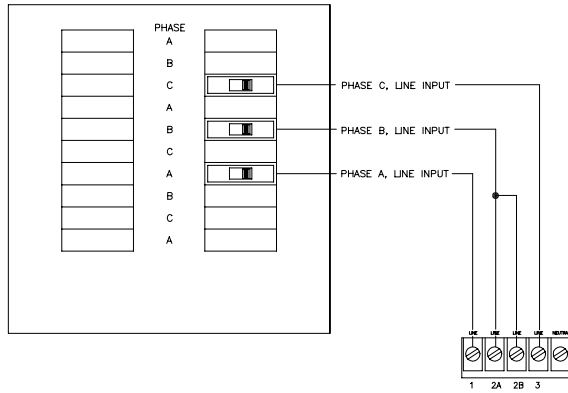 PHASE
A
B
C
A
B
C
A
B
C
A
PHASE C, LINE INPUT
PHASE B, LINE INPUT
PHASE A, LINE INPUT
LINE LINE LINE LINE
1 2A 2B 3